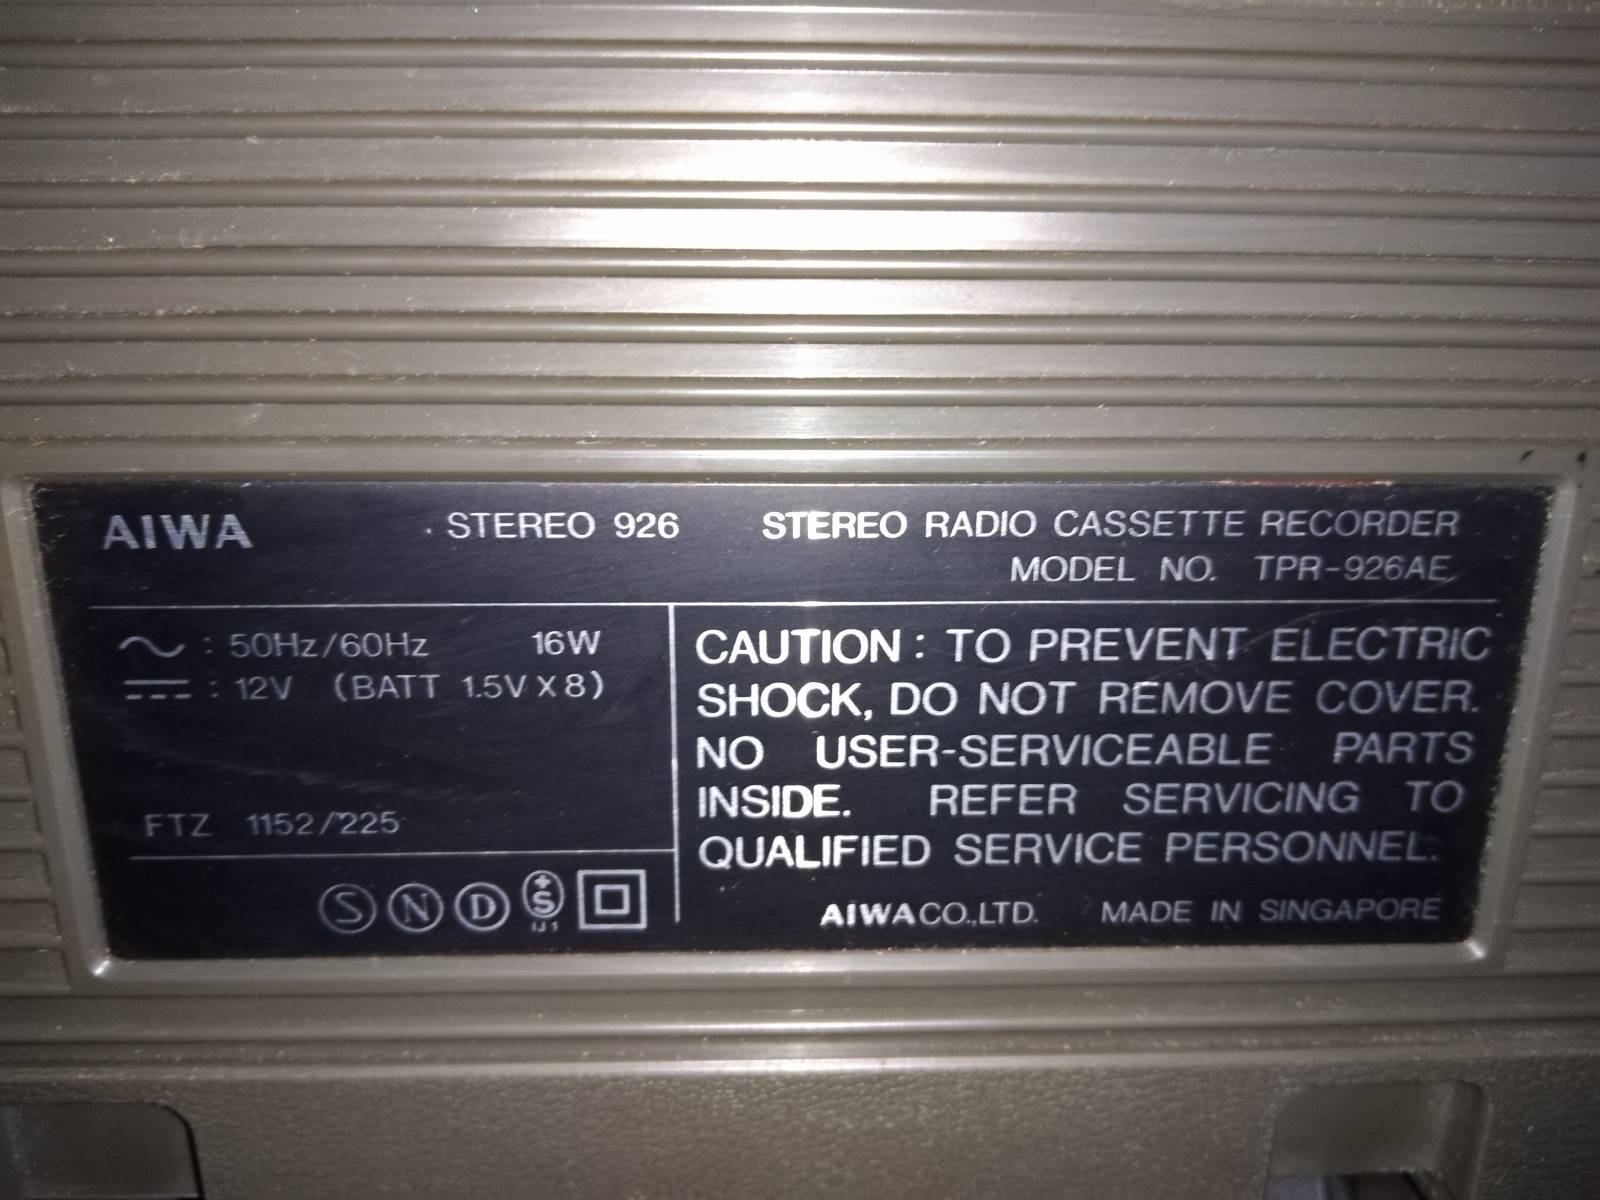 AIWA STEREO 926 STEREO RADIO CASSETTE RECORDER
MODEL NO. TPR-926AE
: 50Hz/60Hz 16W
: 12V (BATT 1.5V X 8)
FTZ 1152/225
S N D +S
IJ1
CAUTION : TO PREVENT ELECTRIC
SHOCK, DO NOT REMOVE COVER.
NO USER-SERVICEABLE PARTS
INSIDE. REFER SERVICING TO
QUALIFIED SERVICE PERSONNEL.
AIWA CO.,LTD. MADE IN SINGAPORE